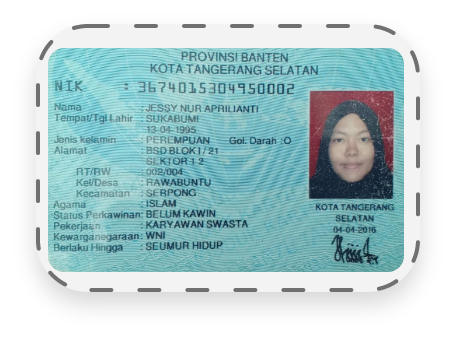 PROVINSI BANTEN
KOTA TANGERANG SELATAN
NIK : 3674015304950002
Nama : JESSY NUR APRILIANTI
Tempat/Tgl Lahir : SUKABUMI
13-04-1995
Jenis kelamin : PEREMPUAN Gol. Darah : O
Alamat : BSD BLOK I / 21
SEKTOR 1 2
RT/RW : 002/004
Kel/Desa : RAWABUNTU
Kecamatan : SERPONG
Agama : ISLAM
Status Perkawinan: BELUM KAWIN
Pekerjaan : KARYAWAN SWASTA
Kewarganegaraan: WNI
Berlaku Hingga : SEUMUR HIDUP
KOTA TANGERANG
SELATAN
04-04-2016